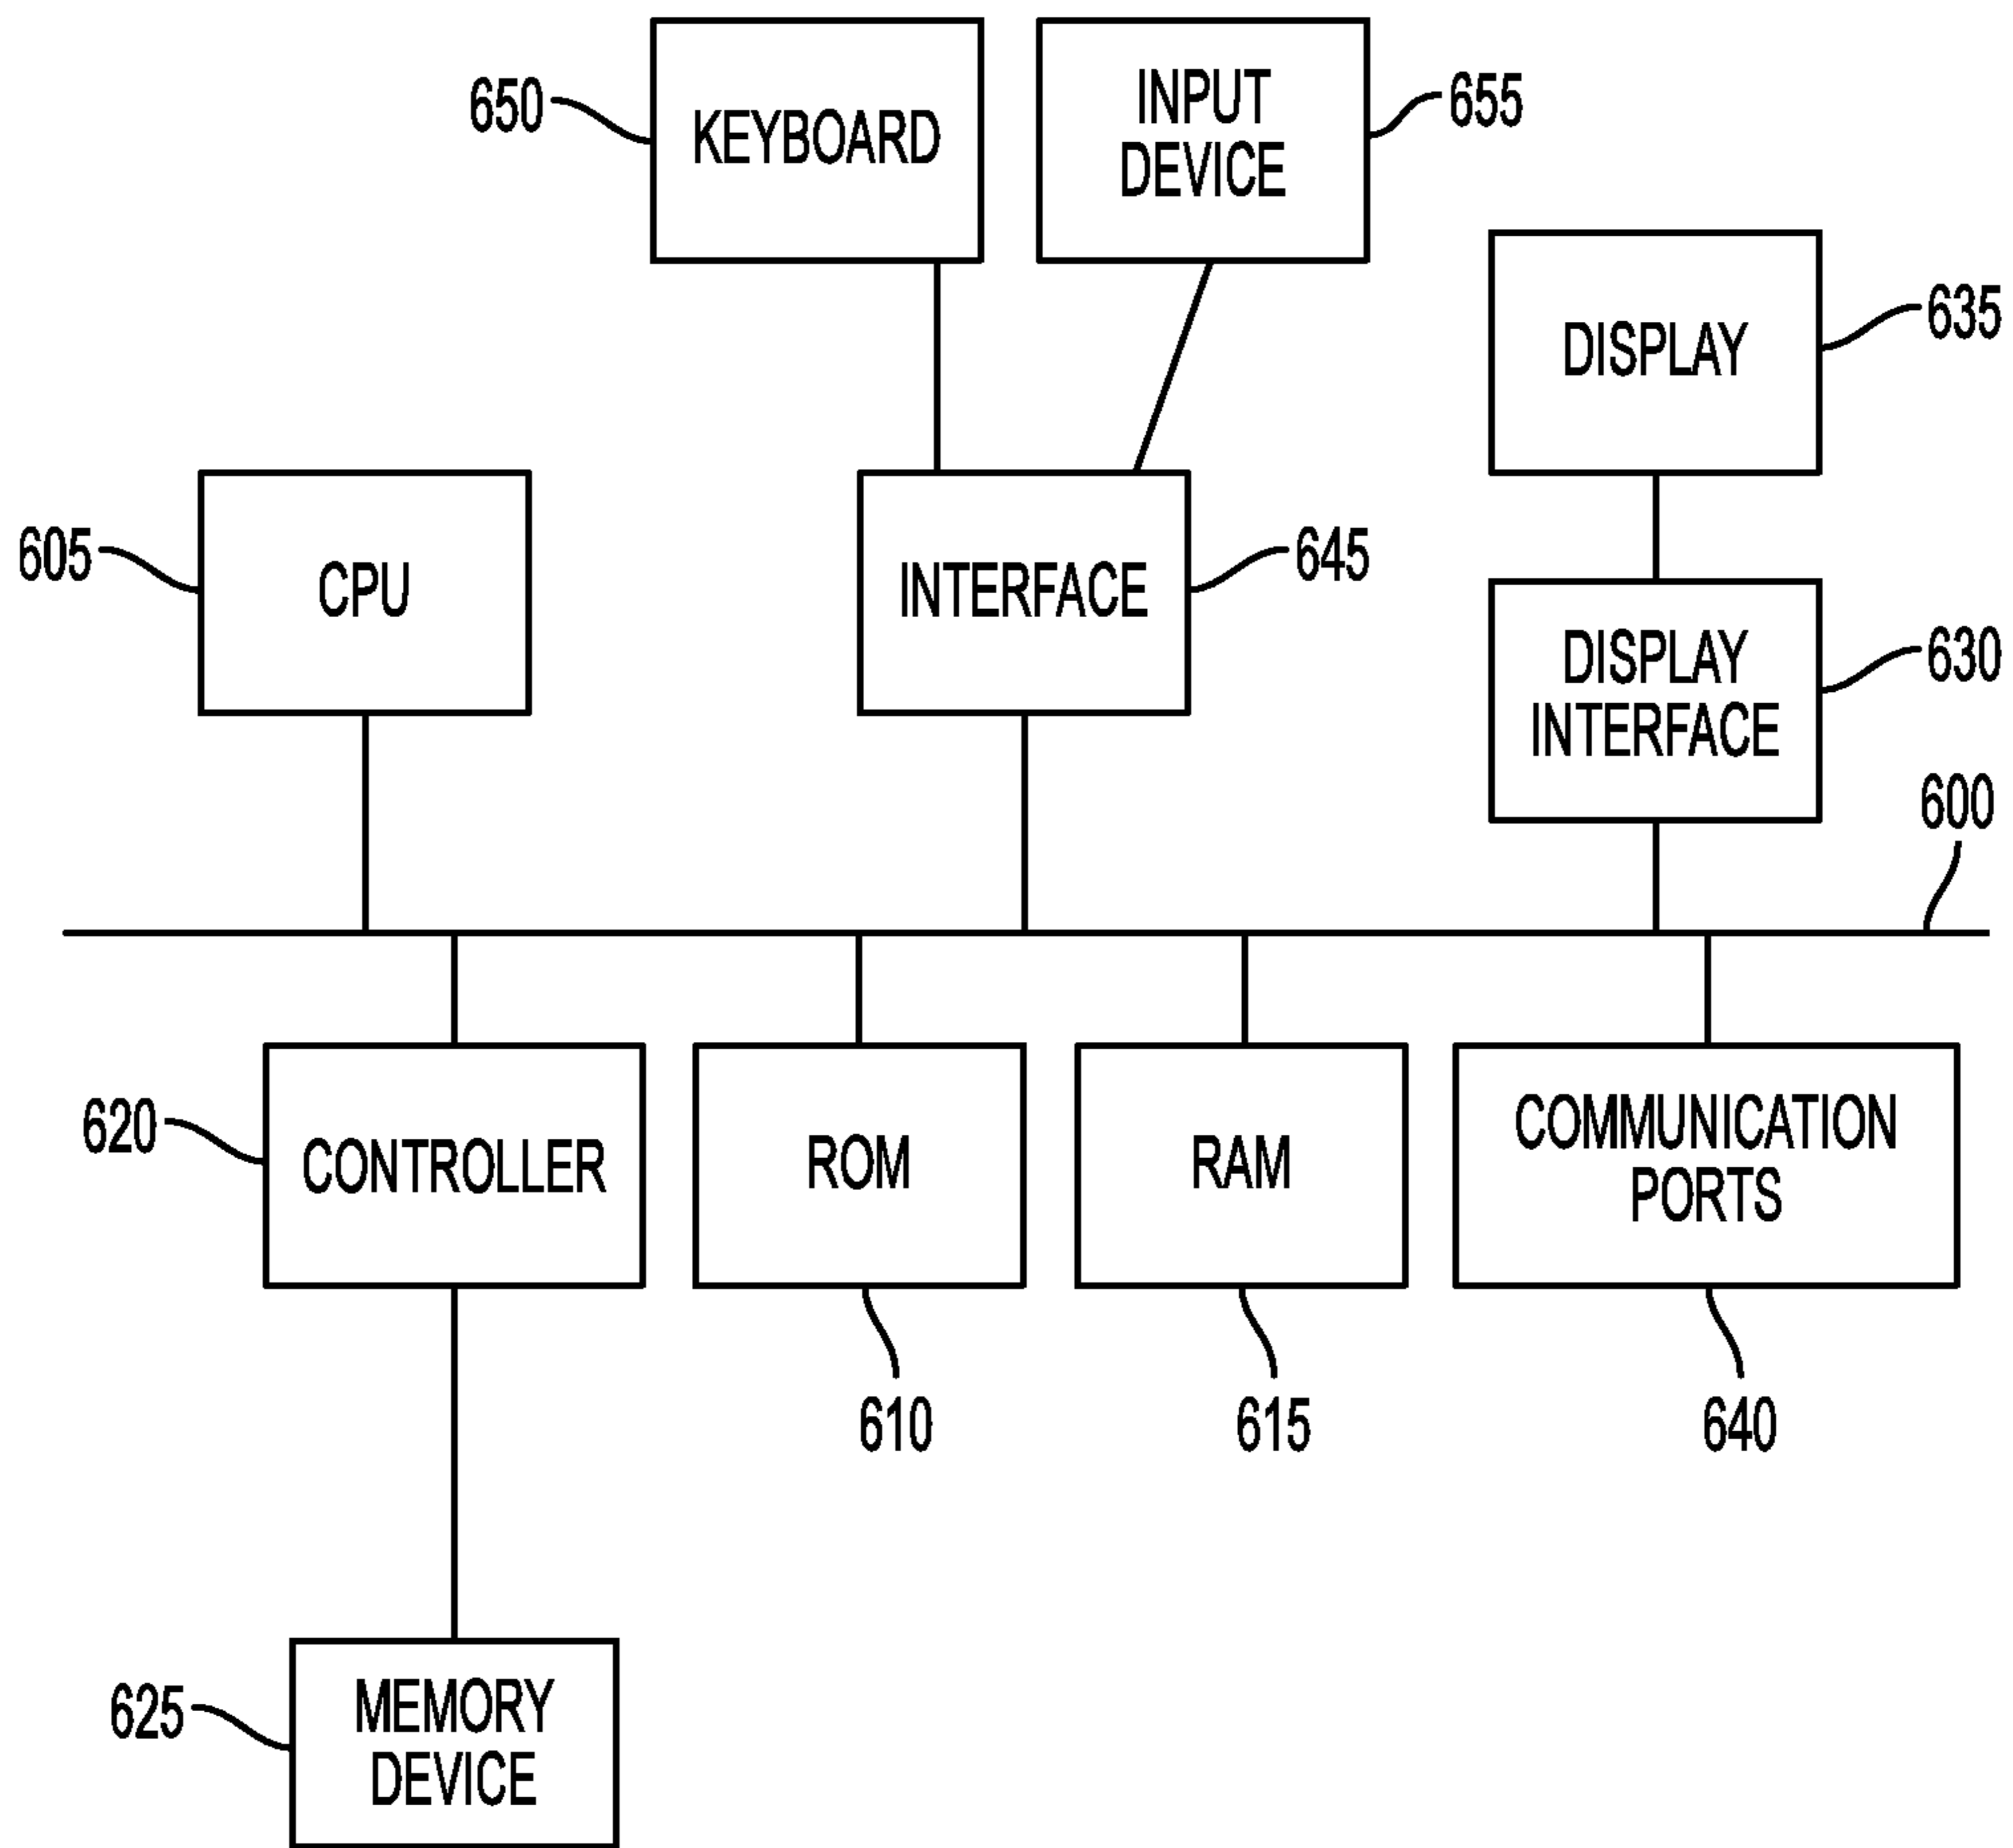 650
KEYBOARD
INPUT
DEVICE
655
DISPLAY
635
605
CPU
INTERFACE
645
DISPLAY
INTERFACE
630
600
620
CONTROLLER
ROM
RAM
COMMUNICATION
PORTS
610
615
640
625
MEMORY
DEVICE